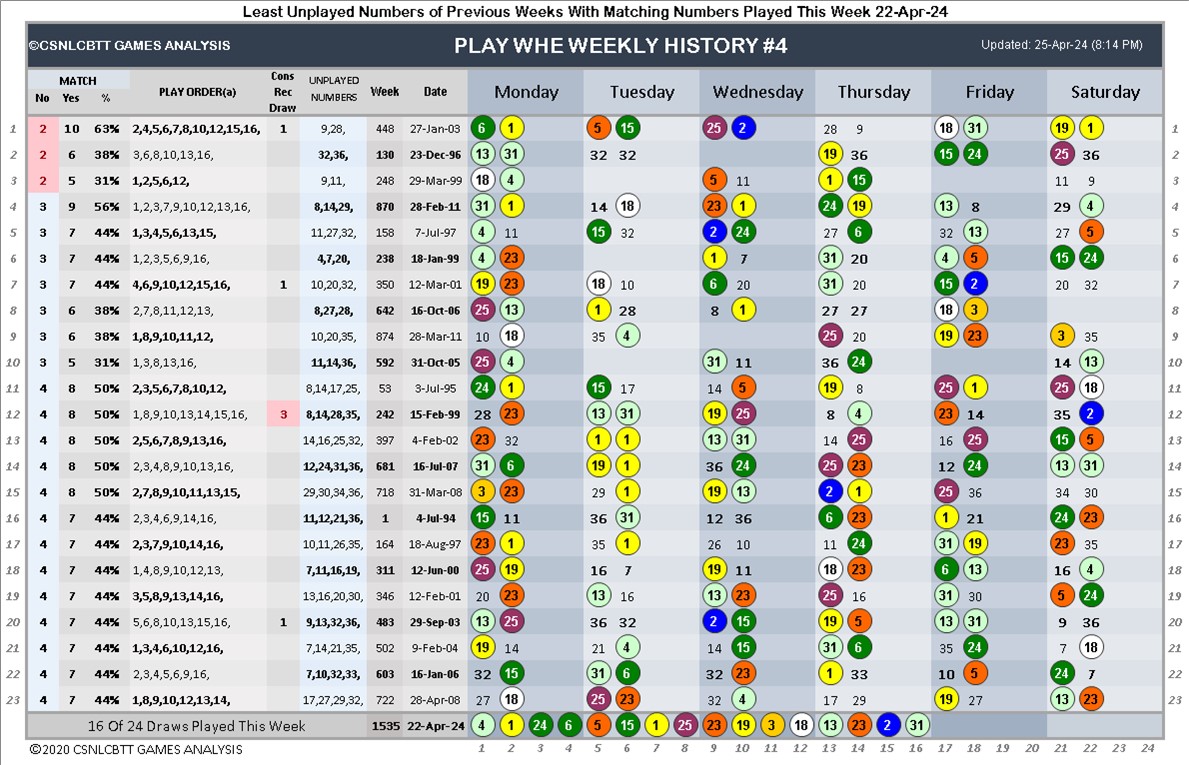 Least Unplayed Numbers of Previous Weeks With Matching Numbers Played This Week 22-Apr-24
©CSNLCBTT GAMES ANALYSIS PLAY WHE WEEKLY HISTORY #4 Updated: 25-Apr-24 (8:14 PM)
MATCH No Yes % PLAY ORDER(a) Cons Rec Draw UNPLAYED NUMBERS Week Date Monday Tuesday Wednesday Thursday Friday Saturday
1 2 10 63% 2,4,5,6,7,8,10,12,15,16, 1 9,28, 448 27-Jan-03 6 1 5 15 25 2 28 9 18 31 19 1 1
2 2 6 38% 3,6,8,10,13,16, 32,36, 130 23-Dec-96 13 31 32 32 19 36 15 24 25 36 2
3 2 5 31% 1,2,5,6,12, 9,11, 248 29-Mar-99 18 4 5 11 1 15 11 9 3
4 3 9 56% 1,2,3,7,9,10,12,13,16, 8,14,29, 870 28-Feb-11 31 1 14 18 23 1 24 19 13 8 29 4 4
5 3 7 44% 1,3,4,5,6,13,15, 11,27,32, 158 7-Jul-97 4 11 15 32 2 24 27 6 32 13 27 5 5
6 3 7 44% 1,2,3,5,6,9,16, 4,7,20, 238 18-Jan-99 4 23 1 7 31 20 4 5 15 24 6
7 3 7 44% 4,6,9,10,12,15,16, 1 10,20,32, 350 12-Mar-01 19 23 18 10 6 20 31 20 15 2 20 32 7
8 3 6 38% 2,7,8,11,12,13, 8,27,28, 642 16-Oct-06 25 13 1 28 8 1 27 27 18 3 8
9 3 6 38% 1,8,9,10,11,12, 10,20,35, 874 28-Mar-11 10 18 35 4 25 20 19 23 3 35 9
10 3 5 31% 1,3,8,13,16, 11,14,36, 592 31-Oct-05 25 4 31 11 36 24 14 13 10
11 4 8 50% 2,3,5,6,7,8,10,12, 8,14,17,25, 53 3-Jul-95 24 1 15 17 14 5 19 8 25 1 25 18 11
12 4 8 50% 1,8,9,10,13,14,15,16, 3 8,14,28,35, 242 15-Feb-99 28 23 13 31 19 25 8 4 23 14 35 2 12
13 4 8 50% 2,5,6,7,8,9,13,16, 14,16,25,32, 397 4-Feb-02 23 32 1 1 13 31 14 25 16 25 15 5 13
14 4 8 50% 2,3,4,8,9,10,13,16, 12,24,31,36, 681 16-Jul-07 31 6 19 1 36 24 25 23 12 24 13 31 14
15 4 8 50% 2,7,8,9,10,11,13,15, 29,30,34,36, 718 31-Mar-08 3 23 29 1 19 13 2 1 25 36 34 30 15
16 4 7 44% 2,3,4,6,9,14,16, 11,12,21,36, 1 4-Jul-94 15 11 36 31 12 36 6 23 1 21 24 23 16
17 4 7 44% 2,3,7,9,10,14,16, 10,11,26,35, 164 18-Aug-97 23 1 35 1 26 10 11 24 31 19 23 35 17
18 4 7 44% 1,4,8,9,10,12,13, 7,11,16,19, 311 12-Jun-00 25 19 16 7 19 11 18 23 6 13 16 4 18
19 4 7 44% 3,5,8,9,13,14,16, 13,16,20,30, 346 12-Feb-01 20 23 13 16 13 23 25 16 31 30 5 24 19
20 4 7 44% 5,6,8,10,13,15,16, 1 9,13,32,36, 483 29-Sep-03 13 25 36 32 2 15 19 5 13 31 9 36 20
21 4 7 44% 1,3,4,6,10,12,16, 7,14,21,35, 502 9-Feb-04 19 14 21 4 14 15 31 6 35 24 7 18 21
22 4 7 44% 2,3,4,5,6,9,16, 7,10,32,33, 603 16-Jan-06 32 15 31 6 32 23 1 33 10 5 24 7 22
23 4 7 44% 1,8,9,10,12,13,14, 17,27,29,32, 722 28-Apr-08 27 18 25 23 32 4 17 29 19 27 13 23 23
16 Of 24 Draws Played This Week 1535 22-Apr-24 4 1 24 6 5 15 1 25 23 19 3 18 13 23 2 31
©2020 CSNLCBTT GAMES ANALYSIS 1 2 3 4 5 6 7 8 9 10 11 12 13 14 15 16 17 18 19 20 21 22 23 24